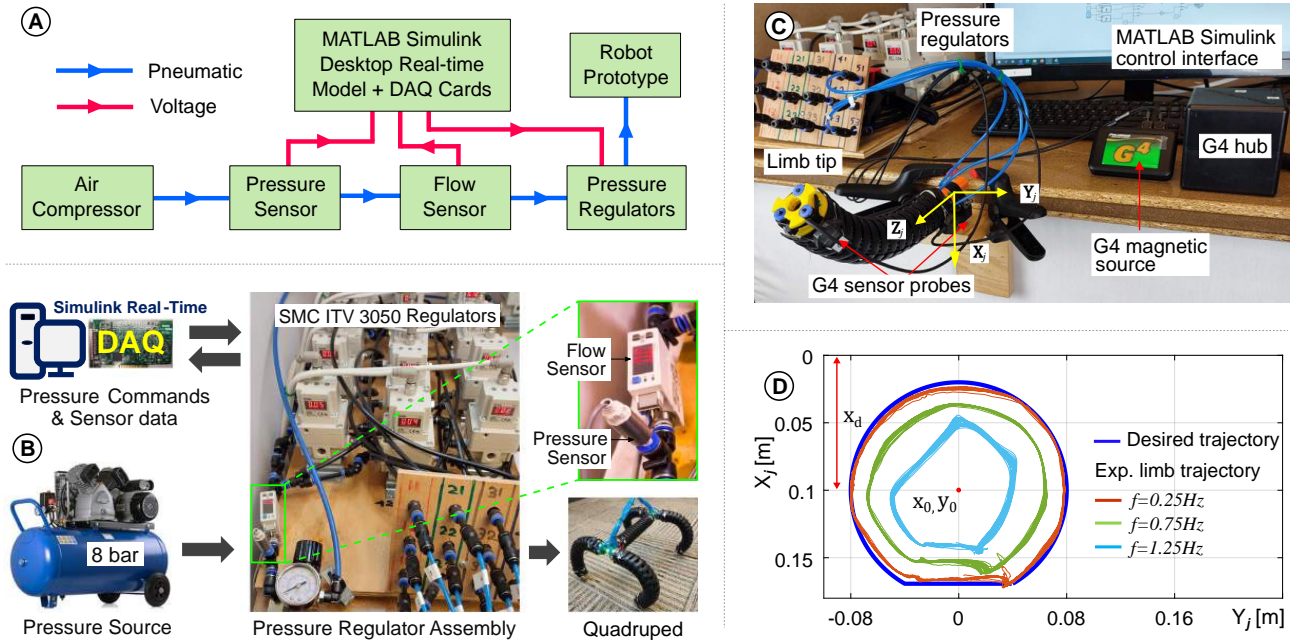 A
Pneumatic
Voltage
MATLAB Simulink
Desktop Real-time
Model + DAQ Cards
Robot
Prototype
Air
Compressor
Pressure
Sensor
Flow
Sensor
Pressure
Regulators
Simulink Real-Time
DAQ
Pressure Commands
& Sensor data
B
8 bar
Pressure Source
SMC ITV 3050 Regulators
21
31
22
32
Pressure Regulator Assembly
Flow
Sensor
Pressure
Sensor
Quadruped
C
Pressure
regulators
MATLAB Simulink
control interface
Limb tip
G4
G4 hub
Yj
Zj
Xj
G4 sensor probes
G4 magnetic
source
D
0
0.05
0.1
0.15
Xj [m]
xd
x0, y0
-0.08
0
0.08
0.16
Yj [m]
Desired trajectory
Exp. limb trajectory
f=0.25Hz
f=0.75Hz
f=1.25Hz